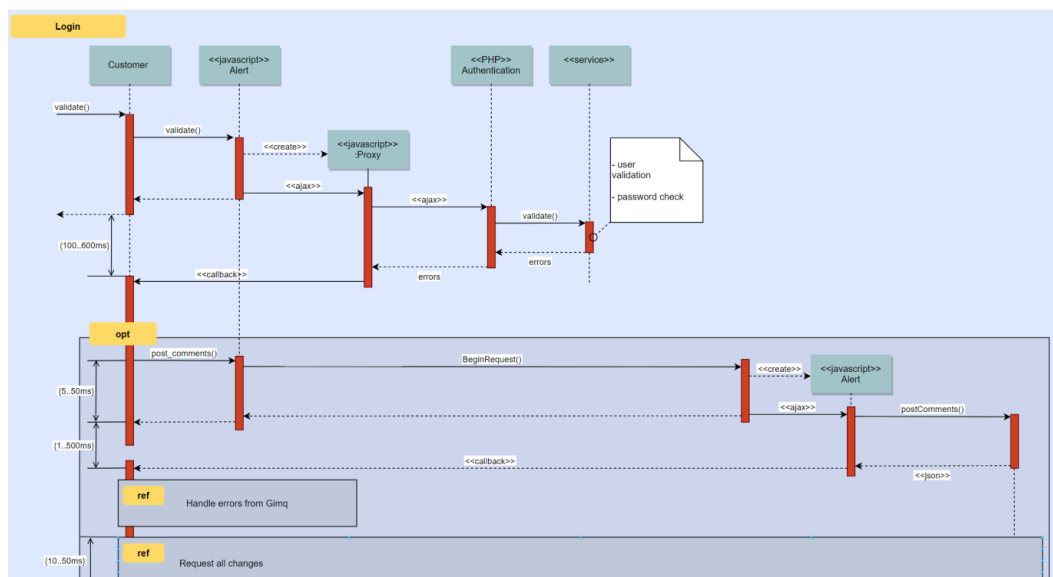 Login
Customer
<<javascript>>
Alert
<<PHP>>
Authentication
<<service>>
validate()
validate()
<<create>>
<<javascript>>
:Proxy
- user
validation
- password check
<<ajax>>
<<ajax>>
validate()
{100..600ms}
errors
errors
<<callback>>
opt
post_comments()
BeginRequest()
<<create>>
<<javascript>>
Alert
{5..50ms}
<<ajax>>
postComments()
{1..500ms}
<<callback>>
<<json>>
ref
Handle errors from Gimq
ref
Request all changes
{10..50ms}